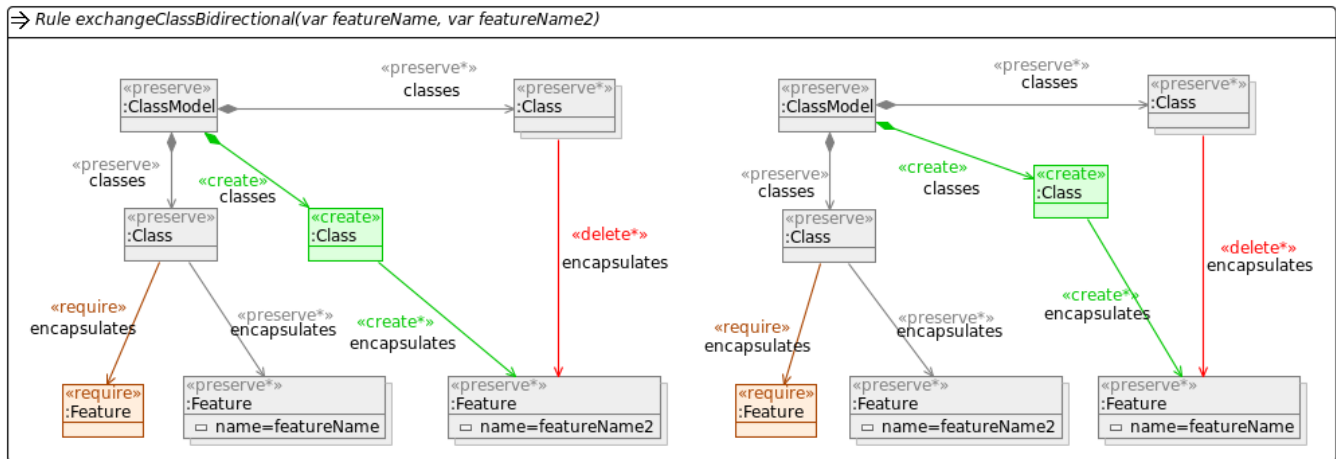 Rule exchangeClassBidirectional(var featureName, var featureName2)
«preserve»
:ClassModel
«preserve*»
classes
«preserve*»
:Class
«preserve»
classes
«create»
classes
«preserve»
:Class
«create»
:Class
«delete*»
encapsulates
«require»
encapsulates
«preserve*»
encapsulates
«create*»
encapsulates
«require»
:Feature
«preserve*»
:Feature
name=featureName
«preserve*»
:Feature
name=featureName2
«preserve»
:ClassModel
«preserve*»
classes
«preserve*»
:Class
«preserve»
classes
«create»
classes
«create»
:Class
«preserve»
:Class
«delete*»
encapsulates
«require»
encapsulates
«preserve*»
encapsulates
«create*»
encapsulates
«require»
:Feature
«preserve*»
:Feature
name=featureName2
«preserve*»
:Feature
name=featureName